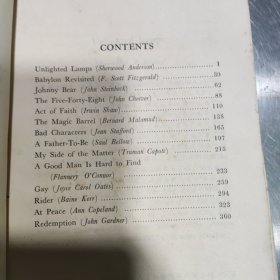 CONTENTS
Unlighted Lamps (Sherwood Anderson) 1
Babylon Revisited (F. Scott Fitzgerald) 39
Johnny Bear (John Steinbeck) 62
The Five-Forty-Eight (John Cheever) 88
Act of Faith (Irwin Shaw) 110
The Magic Barrel (Bernard Malamud) 138
Bad Characters (Jean Stafford) 165
A Father-To-Be (Saul Bellow) 197
My Side of the Matter (Truman Capote) 215
A Good Man Is Hard to Find
(Flannery O'Connor) 233
Gay (Joyce Carol Oates) 259
Rider (Baine Kerr) 294
At Peace (Ann Copeland) 323
Redemption (John Gardner) 360